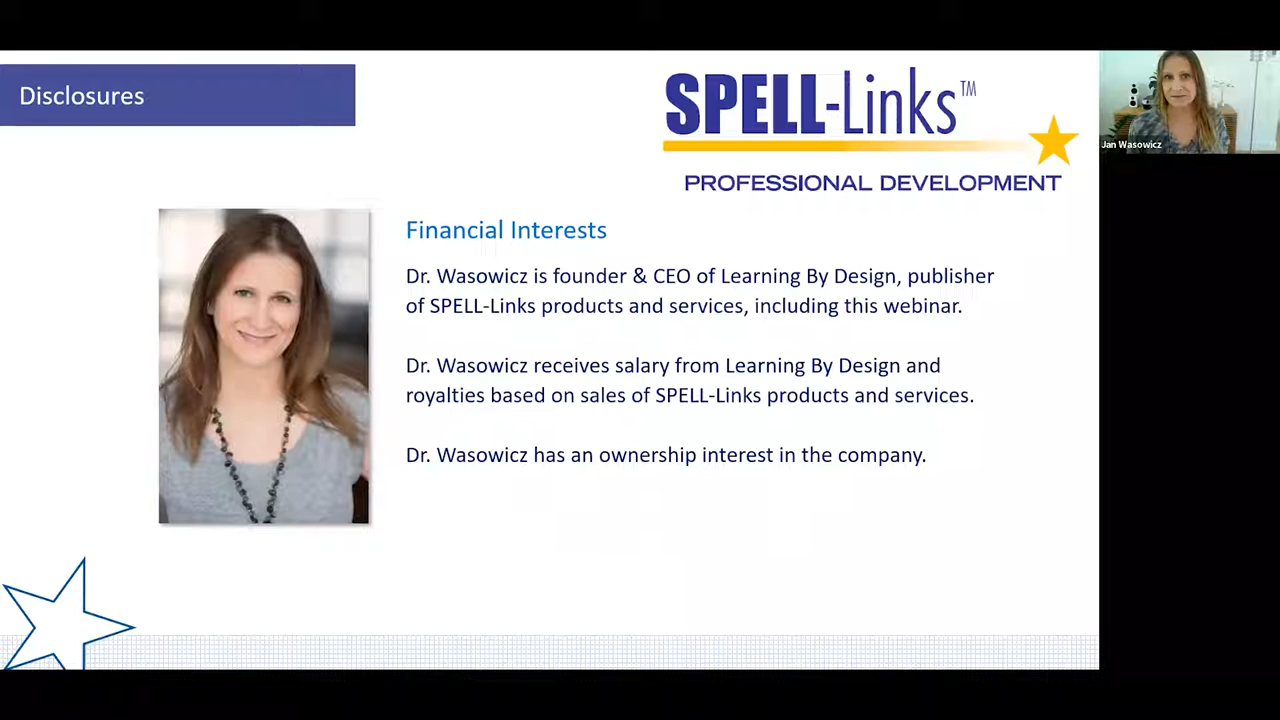 Disclosures
SPELL-Links™
PROFESSIONAL DEVELOPMENT
Jan Wasowicz
Financial Interests
Dr. Wasowicz is founder & CEO of Learning By Design, publisher
of SPELL-Links products and services, including this webinar.
Dr. Wasowicz receives salary from Learning By Design and
royalties based on sales of SPELL-Links products and services.
Dr. Wasowicz has an ownership interest in the company.